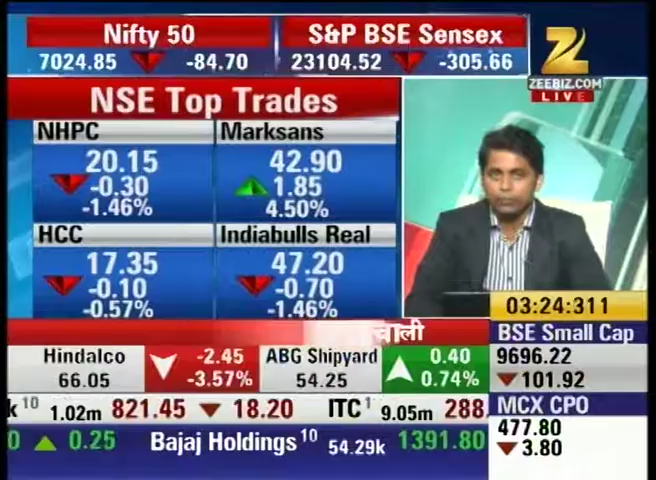 Nifty 50
7024.85 -84.70
S&P BSE Sensex
23104.52 -305.66
Z
ZEEBIZ.COM
LIVE
NSE Top Trades
NHPC
20.15
-0.30
-1.46%
Marksans
42.90
1.85
4.50%
HCC
17.35
-0.10
-0.57%
Indiabulls Real
47.20
-0.70
-1.46%
03:24:311
Hindalco
66.05
-2.45
-3.57%
ABG Shipyard
54.25
0.40
0.74%
BSE Small Cap
9696.22
101.92
MCX CPO
477.80
3.80
k 10 1.02m 821.45 18.20 ITC 1 9.05m 288.
0 0.25 Bajaj Holdings 10 54.29k 1391.80